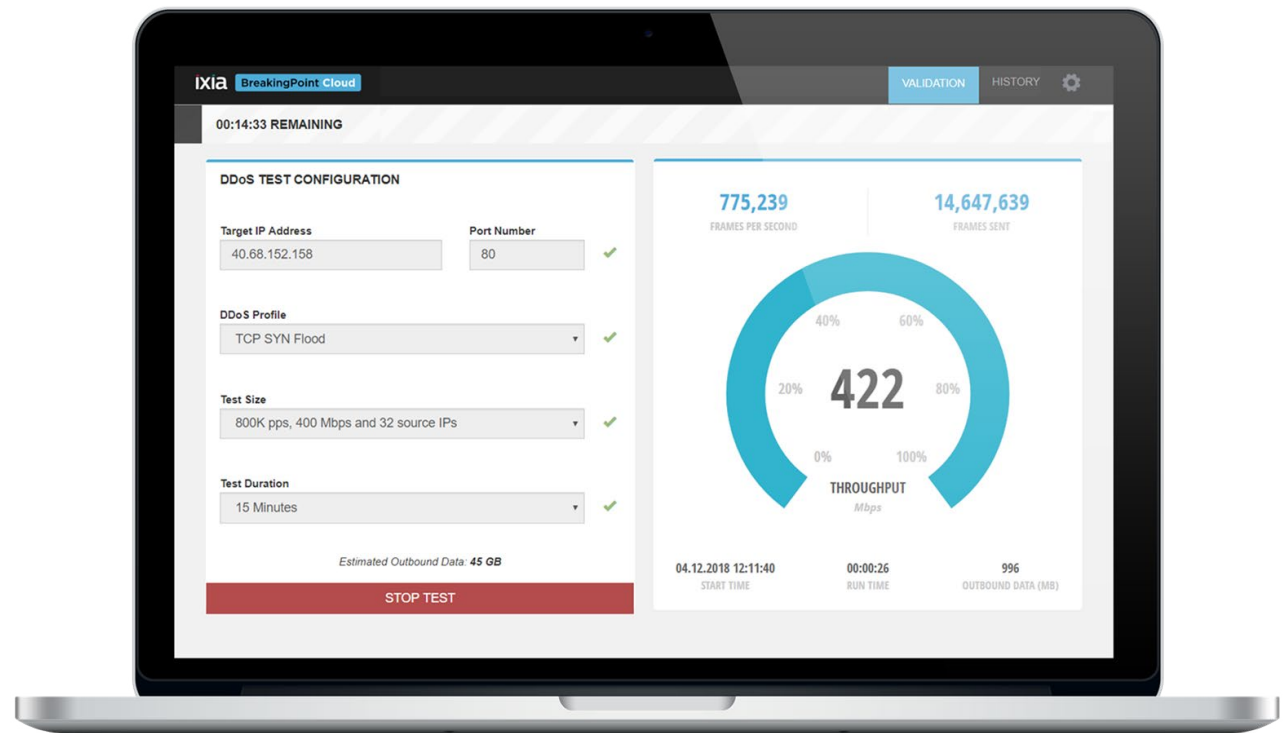 ixia BreakingPoint Cloud
VALIDATION HISTORY
00:14:33 REMAINING
DDoS TEST CONFIGURATION
Target IP Address Port Number
40.68.152.158 80
DDoS Profile
TCP SYN Flood
Test Size
800K pps, 400 Mbps and 32 source IPs
Test Duration
15 Minutes
Estimated Outbound Data: 45 GB
STOP TEST
775,239 14,647,639
FRAMES PER SECOND FRAMES SENT
40% 60%
20% 422 80%
0% 100%
THROUGHPUT
Mbps
04.12.2018 12:11:40 00:00:26 996
START TIME RUN TIME OUTBOUND DATA (MB)